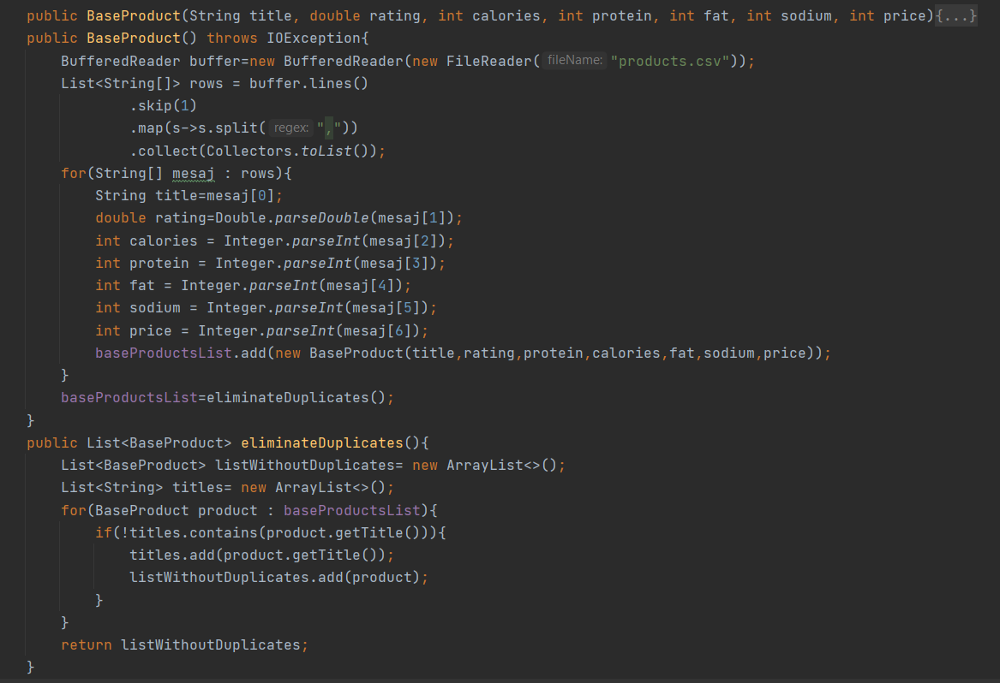 public BaseProduct(String title, double rating, int calories, int protein, int fat, int sodium, int price){...}
public BaseProduct() throws IOException{
    BufferedReader buffer=new BufferedReader(new FileReader( fileName: "products.csv"));
    List<String[]> rows = buffer.lines()
            .skip(1)
            .map(s->s.split( regex: ","))
            .collect(Collectors.toList());
    for(String[] mesaj : rows){
        String title=mesaj[0];
        double rating=Double.parseDouble(mesaj[1]);
        int calories = Integer.parseInt(mesaj[2]);
        int protein = Integer.parseInt(mesaj[3]);
        int fat = Integer.parseInt(mesaj[4]);
        int sodium = Integer.parseInt(mesaj[5]);
        int price = Integer.parseInt(mesaj[6]);
        baseProductsList.add(new BaseProduct(title,rating,protein,calories,fat,sodium,price));
    }
    baseProductsList=eliminateDuplicates();
}
public List<BaseProduct> eliminateDuplicates(){
    List<BaseProduct> listWithoutDuplicates= new ArrayList<>();
    List<String> titles= new ArrayList<>();
    for(BaseProduct product : baseProductsList){
        if(!titles.contains(product.getTitle())){
            titles.add(product.getTitle());
            listWithoutDuplicates.add(product);
        }
    }
    return listWithoutDuplicates;
}